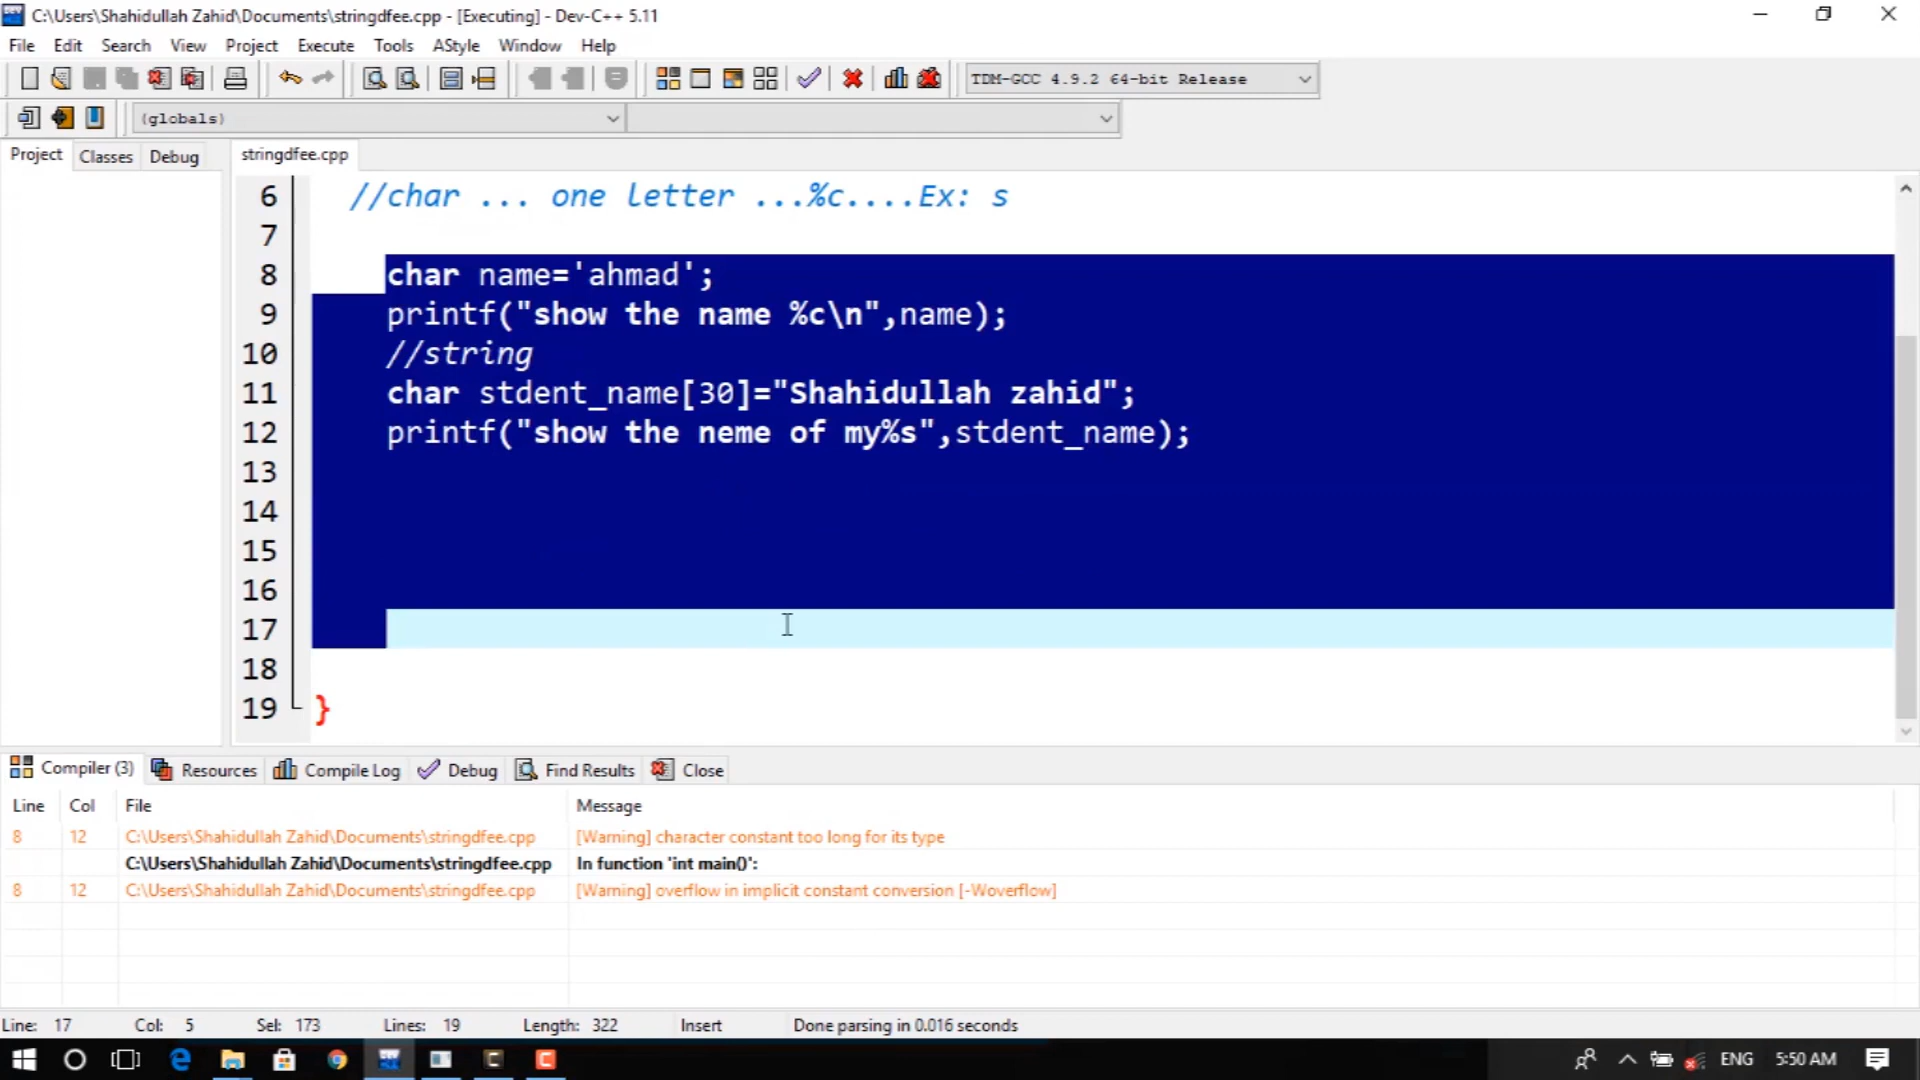 C:\Users\Shahidullah Zahid\Documents\stringdfee.cpp - [Executing] - Dev-C++ 5.11
File Edit Search View Project Execute Tools AStyle Window Help
TDM-GCC 4.9.2 64-bit Release
(globals)
Project Classes Debug stringdfee.cpp
6 //char ... one letter ...%c....Ex: s
7
8 char name='ahmad';
9 printf("show the name %c\n",name);
10 //string
11 char stdent_name[30]="Shahidullah zahid";
12 printf("show the neme of my%s",stdent_name);
13
14
15
16
17
18
19 }
Compiler (3) Resources Compile Log Debug Find Results Close
Line Col File Message
8 12 C:\Users\Shahidullah Zahid\Documents\stringdfee.cpp [Warning] character constant too long for its type
C:\Users\Shahidullah Zahid\Documents\stringdfee.cpp In function 'int main()':
8 12 C:\Users\Shahidullah Zahid\Documents\stringdfee.cpp [Warning] overflow in implicit constant conversion [-Woverflow]
Line: 17 Col: 5 Sel: 173 Lines: 19 Length: 322 Insert Done parsing in 0.016 seconds
ENG 5:50 AM